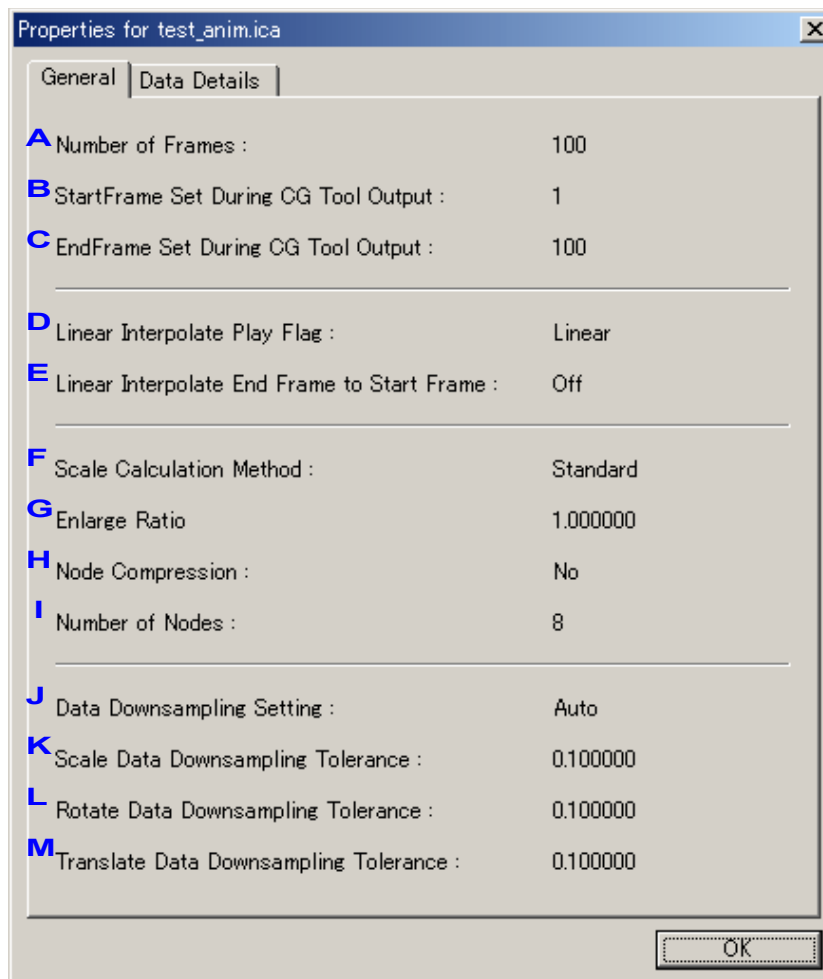 Properties for test_anim.ica
General Data Details
A Number of Frames : 100
B StartFrame Set During CG Tool Output : 1
C EndFrame Set During CG Tool Output : 100
D Linear Interpolate Play Flag : Linear
E Linear Interpolate End Frame to Start Frame : Off
F Scale Calculation Method : Standard
G Enlarge Ratio 1.000000
H Node Compression : No
I Number of Nodes : 8
J Data Downsampling Setting : Auto
K Scale Data Downsampling Tolerance : 0.100000
L Rotate Data Downsampling Tolerance : 0.100000
M Translate Data Downsampling Tolerance : 0.100000
OK